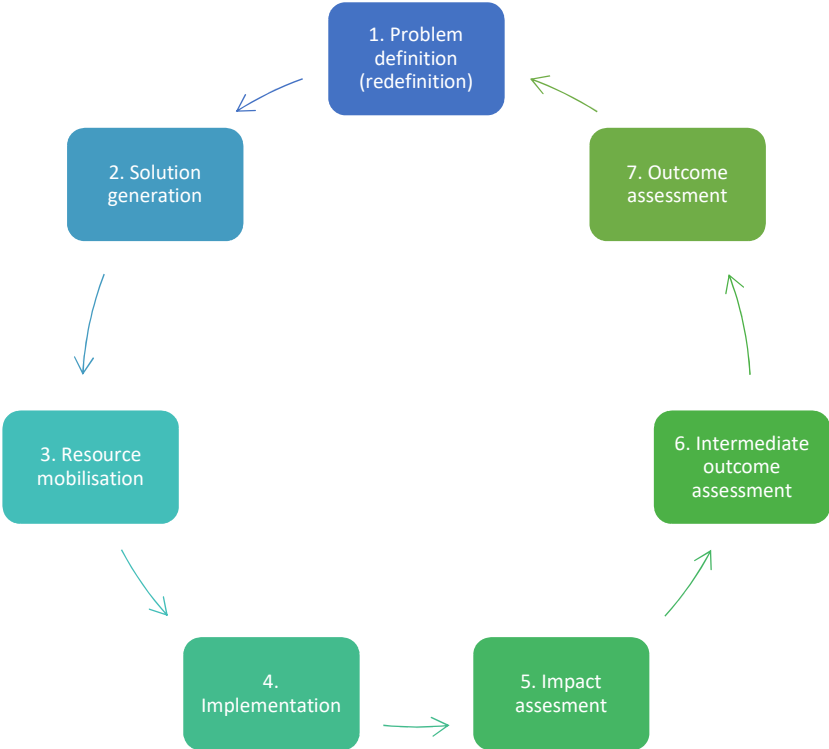 1. Problem
definition
(redefinition)
2. Solution
generation
3. Resource
mobilisation
4.
Implementation
5. Impact
assesment
6. Intermediate
outcome
assessment
7. Outcome
assessment